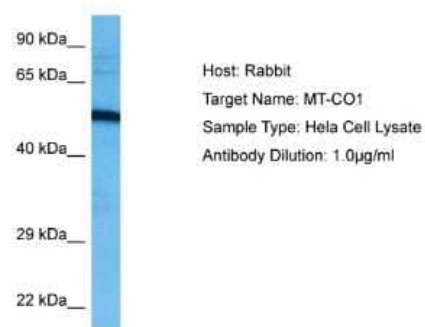 90 kDa
65 kDa
40 kDa
29 kDa
22 kDa
Host: Rabbit
Target Name: MT-CO1
Sample Type: Hela Cell Lysate
Antibody Dilution: 1.0µg/ml